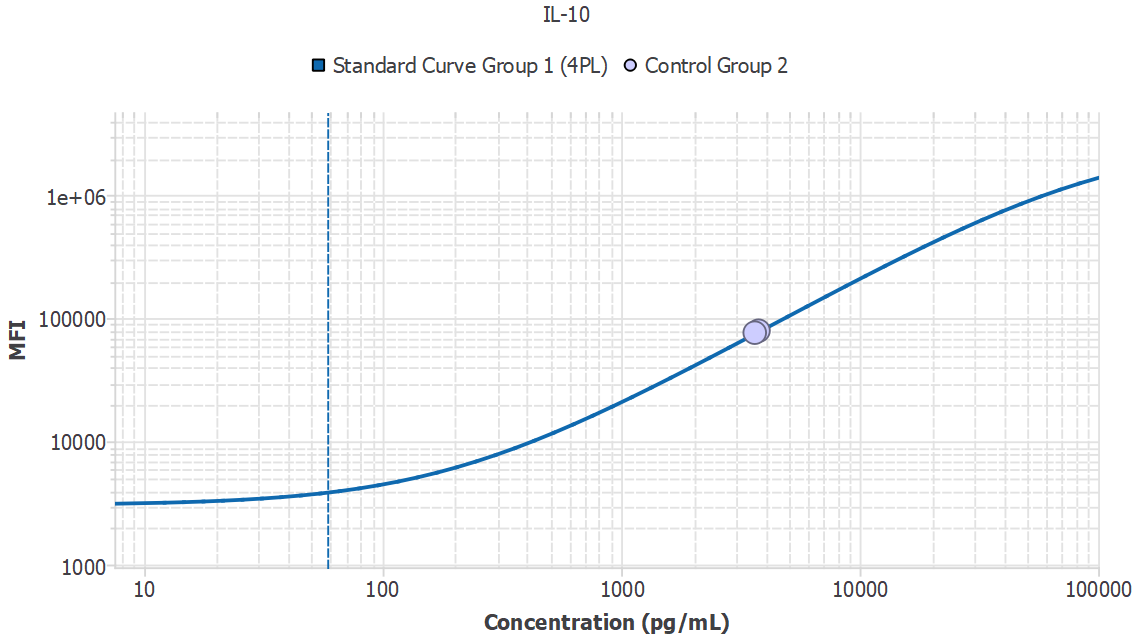 IL-10
Standard Curve Group 1 (4PL) Control Group 2
MFI
1e+06
100000
10000
1000
10 100 1000 10000 100000
Concentration (pg/mL)